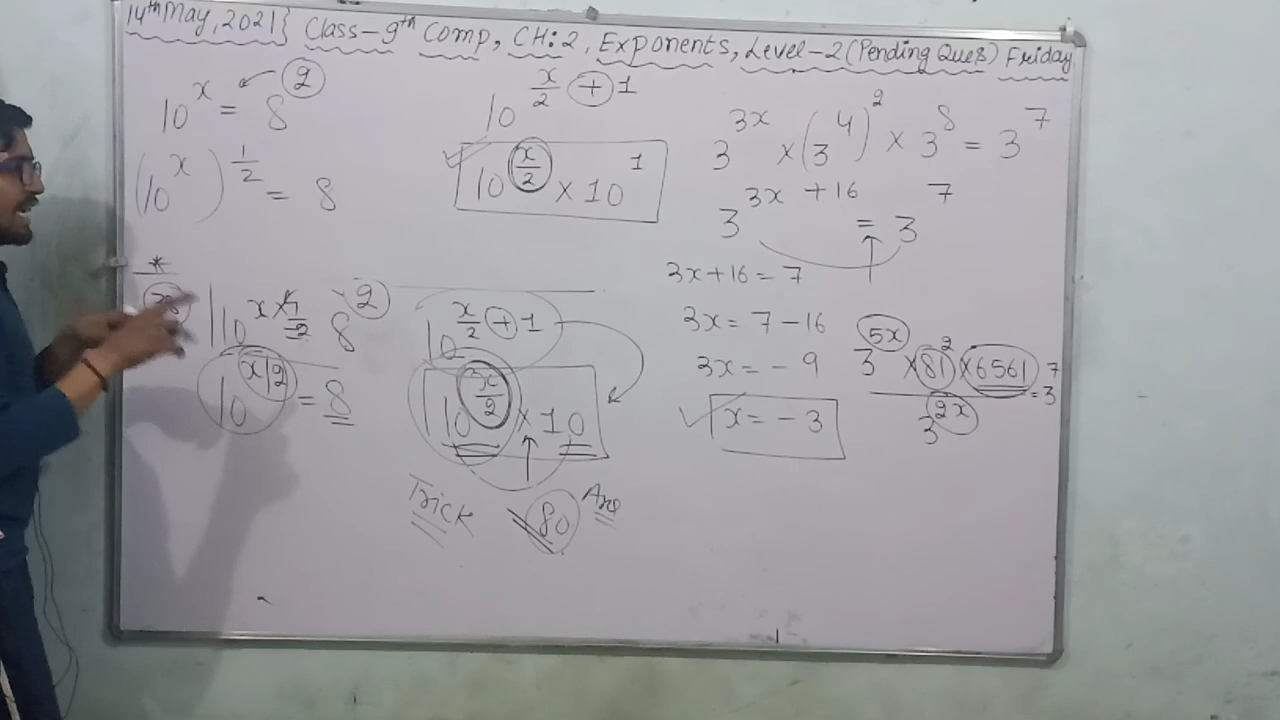 14th May, 2021} Class-9th Comp, CH:2, Exponents, Level-2 (Pending Ques) Friday
10^x = 8^2
(10^x)^1/2 = 8
*
10^x×1/2 8^2
10^x/2 = 8
10^x/2 + 1
10^x/2 × 10^1
10^x/2 + 1
10^x/2 × 10
Trick 80 Ans
3^3x × (3^4)^2 × 3^8 = 3^7
3^3x + 16 = 3^7
3x + 16 = 7
3x = 7 - 16
3x = - 9
x = - 3
3^5x × 81^2 × 6561 / 3^2x = 3^7